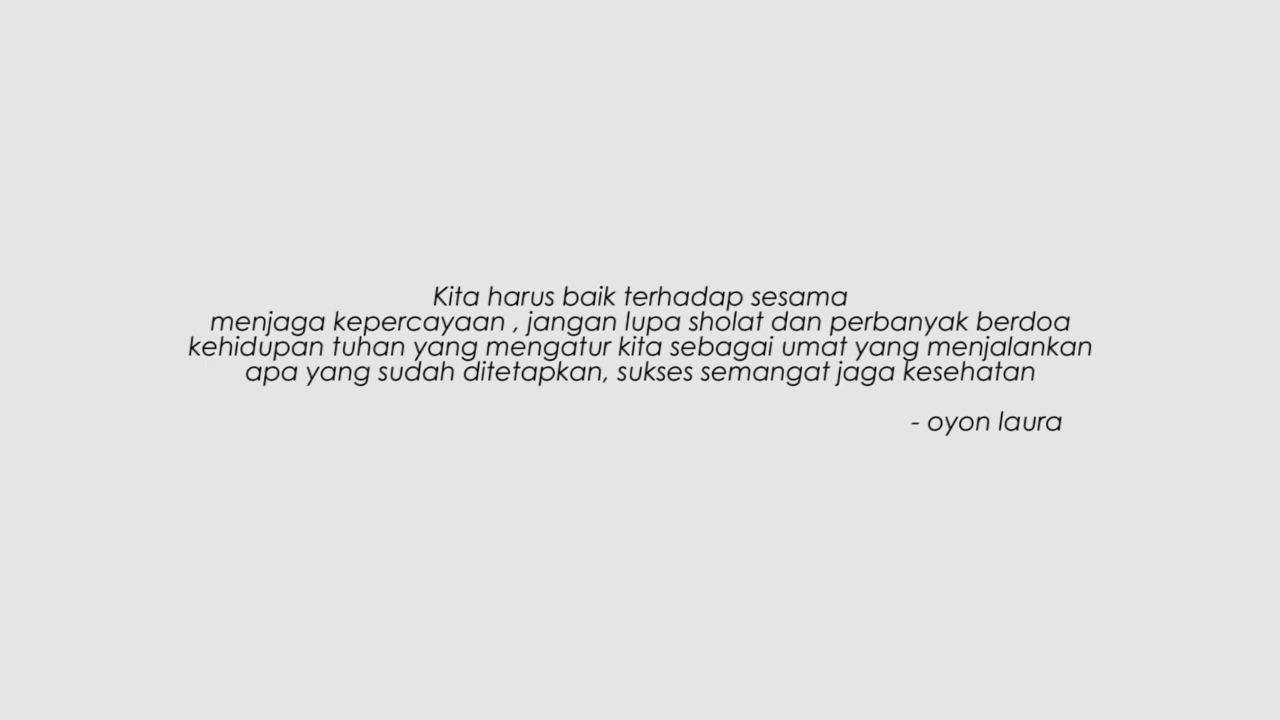 Kita harus baik terhadap sesama
menjaga kepercayaan , jangan lupa sholat dan perbanyak berdoa
kehidupan tuhan yang mengatur kita sebagai umat yang menjalankan
apa yang sudah ditetapkan, sukses semangat jaga kesehatan
- oyon laura